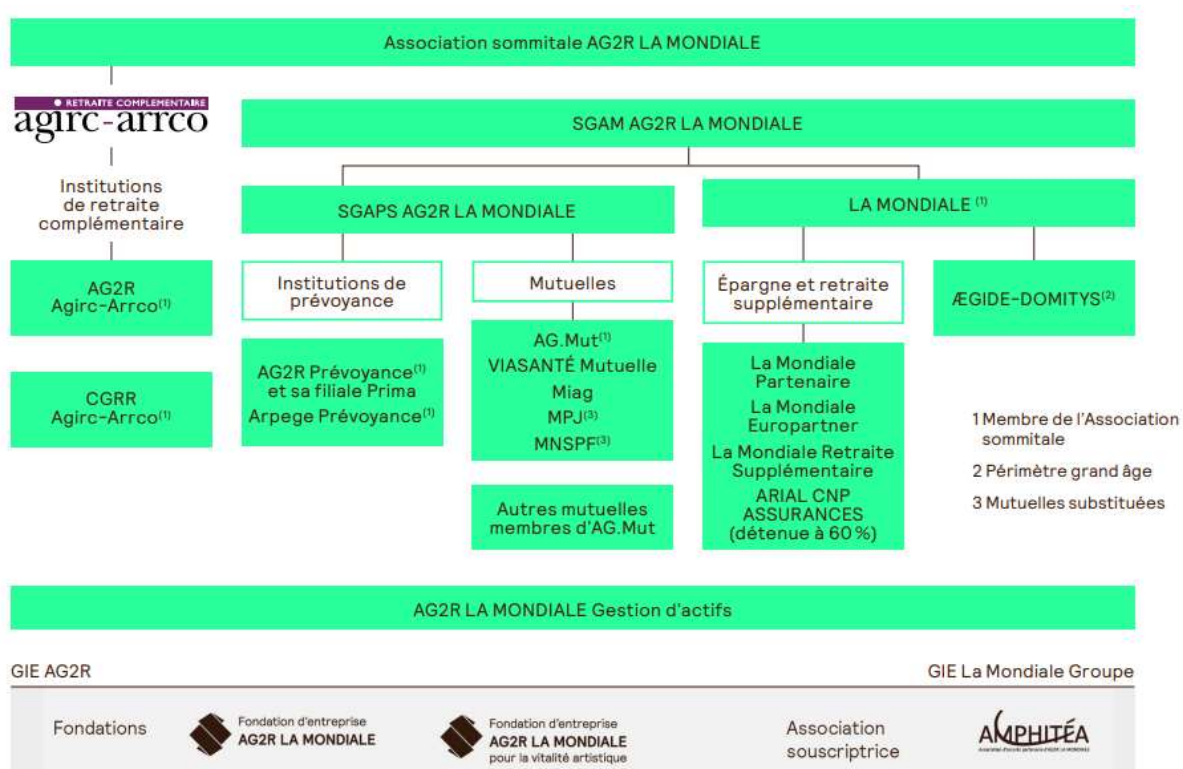 Association sommitale AG2R LA MONDIALE
RETRAITE COMPLEMENTAIRE
agirc-arrco
SGAM AG2R LA MONDIALE
Institutions
de retraite
complémentaire
SGAPS AG2R LA MONDIALE
LA MONDIALE (1)
AG2R
Agirc-Arrco(1)
Institutions de
prévoyance
Mutuelles
Épargne et retraite
supplémentaire
ÆGIDE-DOMITYS(2)
CGRR
Agirc-Arrco(1)
AG2R Prévoyance(1)
et sa filiale Prima
Arpege Prévoyance(1)
AG.Mut(1)
VIASANTÉ Mutuelle
Miag
MPJ(3)
MNSPF(3)
Autres mutuelles
membres d'AG.Mut
La Mondiale
Partenaire
La Mondiale
Europartner
La Mondiale Retraite
Supplémentaire
ARIAL CNP
ASSURANCES
(détenue à 60 %)
1 Membre de l'Association
sommitale
2 Périmètre grand âge
3 Mutuelles substituées
AG2R LA MONDIALE Gestion d'actifs
GIE AG2R
GIE La Mondiale Groupe
Fondations
Fondation d'entreprise
AG2R LA MONDIALE
Fondation d'entreprise
AG2R LA MONDIALE
pour la vitalité artistique
Association
souscriptrice
AMPHITÉA